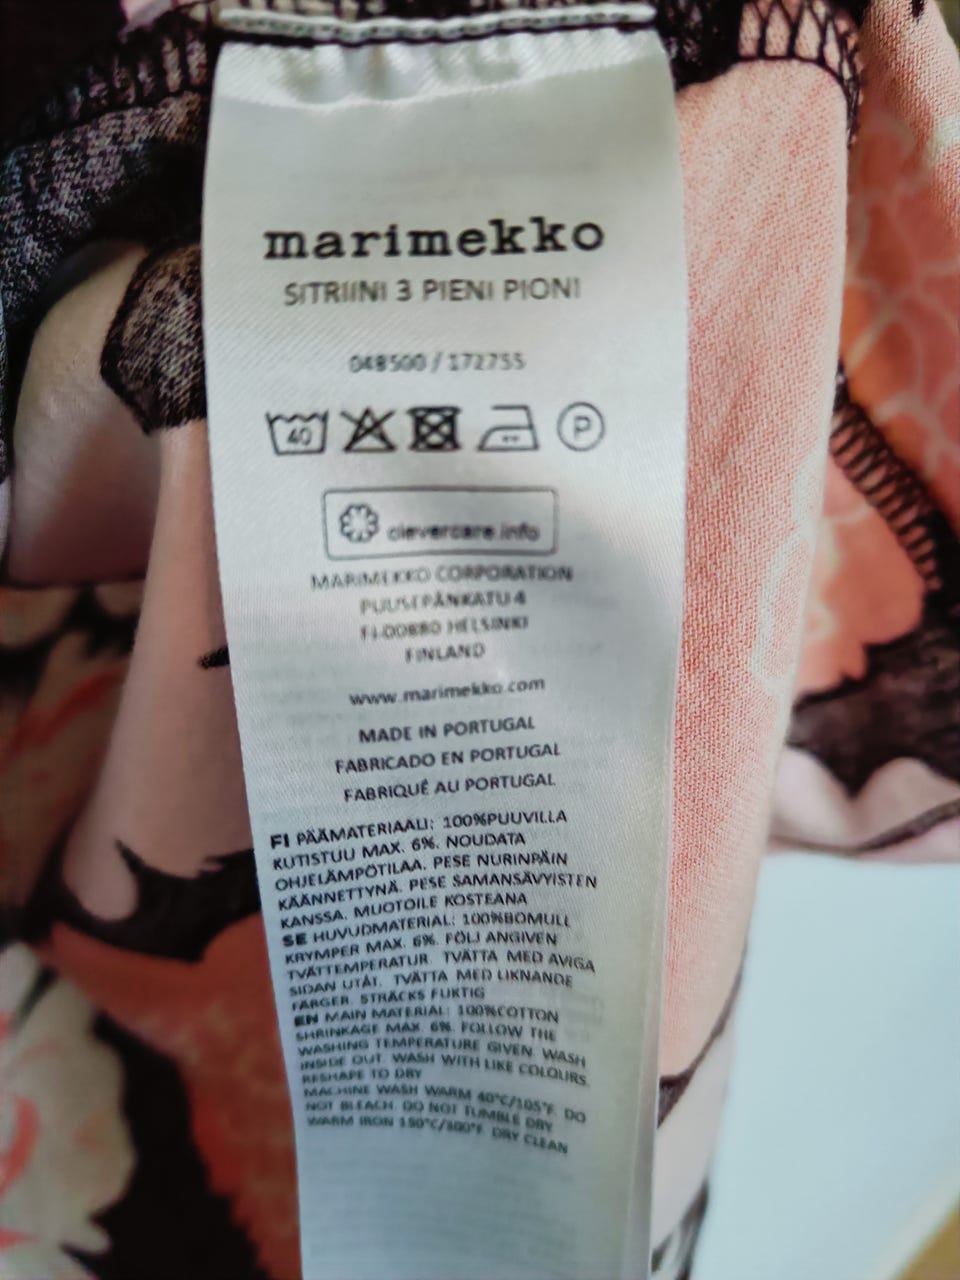 marimekko
SITRIINI 3 PIENI PIONI
048500 / 172755
40
P
clevercare.info
MARIMEKKO CORPORATION
PUUSEPÄNKATU 4
FI-00880 HELSINKI
FINLAND
www.marimekko.com
MADE IN PORTUGAL
FABRICADO EN PORTUGAL
FABRIQUÉ AU PORTUGAL
FI PÄÄMATERIAALI: 100%PUUVILLA
KUTISTUU MAX. 6%. NOUDATA
OHJELÄMPÖTILAA. PESE NURINPÄIN
KÄÄNNETTYNÄ. PESE SAMANSÄVYISTEN
KANSSA. MUOTOILE KOSTEANA
SE HUVUDMATERIAL: 100%BOMULL
KRYMPER MAX. 6%. FÖLJ ANGIVEN
TVÄTTEMPERATUR. TVÄTTA MED AVIGA
SIDAN UTÅT. TVÄTTA MED LIKNANDE
FÄRGER. STRÄCKS FUKTIG
EN MAIN MATERIAL: 100%COTTON
SHRINKAGE MAX. 6%. FOLLOW THE
WASHING TEMPERATURE GIVEN. WASH
INSIDE OUT. WASH WITH LIKE COLOURS.
RESHAPE TO DRY
MACHINE WASH WARM 40°C/105°F. DO
NOT BLEACH. DO NOT TUMBLE DRY
WARM IRON 150°C/300°F. DRY CLEAN